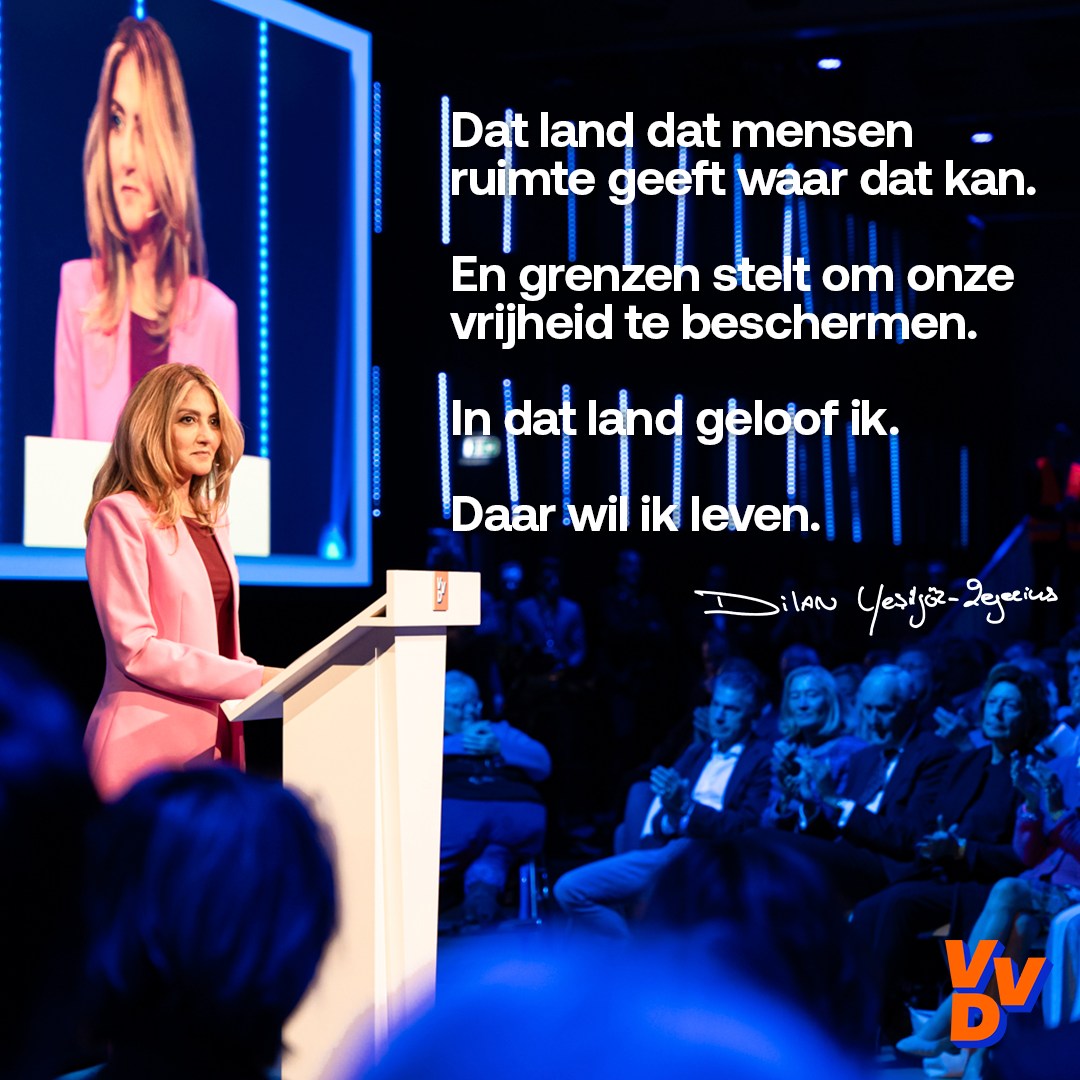 Dat land dat mensen
ruimte geeft waar dat kan.
En grenzen stelt om onze
vrijheid te beschermen.
In dat land geloof ik.
Daar wil ik leven.
Dilan Yeşilgöz-Zegerius
VVD
VVD